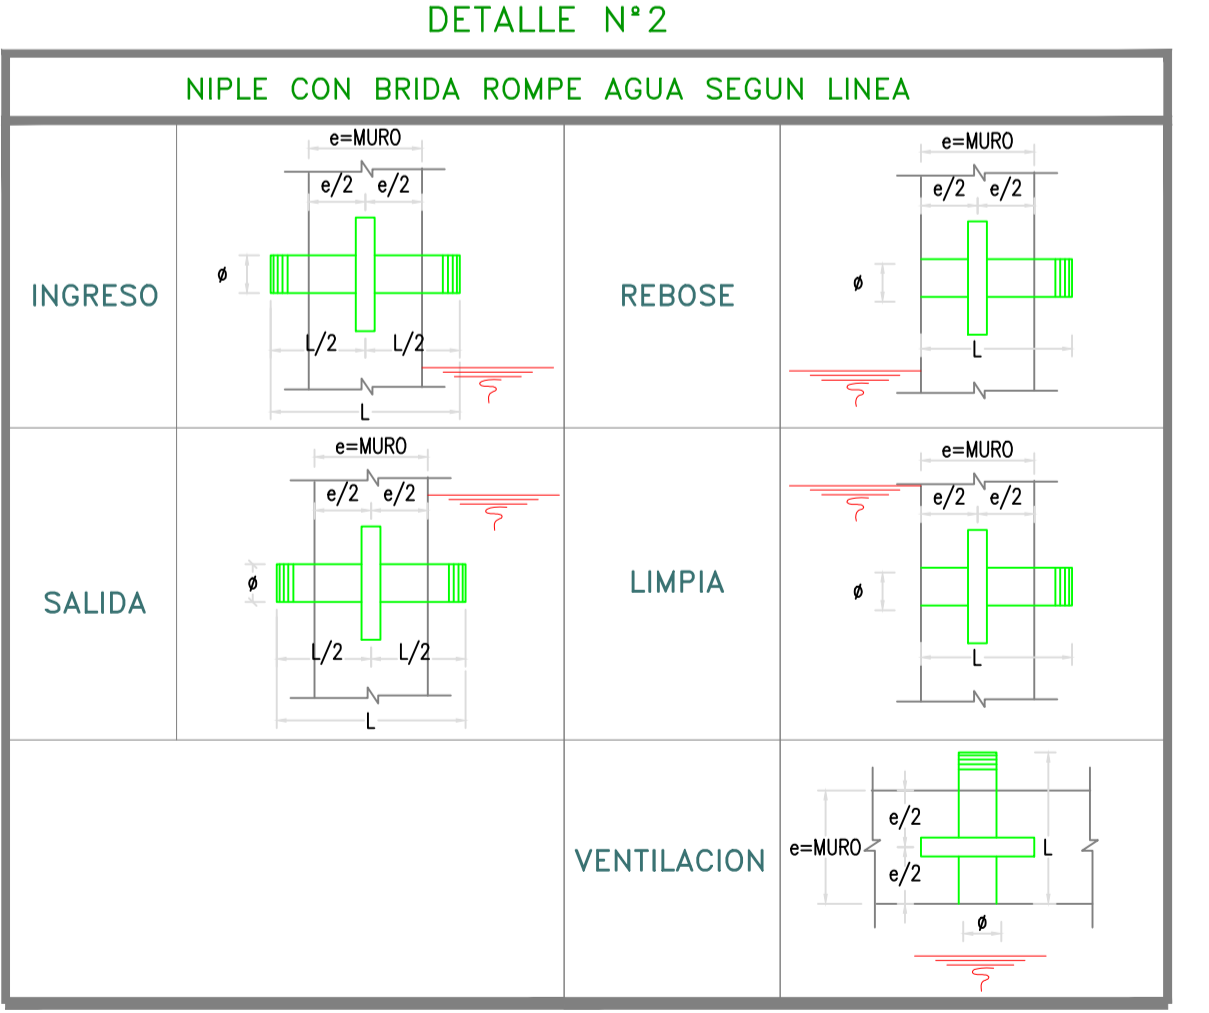 DETALLE N°2
NIPLE CON BRIDA ROMPE AGUA SEGUN LINEA
INGRESO
e=MURO
e/2 e/2
ø
L/2 L/2
L
REBOSE
e=MURO
e/2 e/2
ø
L
SALIDA
e=MURO
e/2 e/2
ø
L/2 L/2
L
LIMPIA
e=MURO
e/2 e/2
ø
L
VENTILACION
e/2
e=MURO
L
e/2
ø